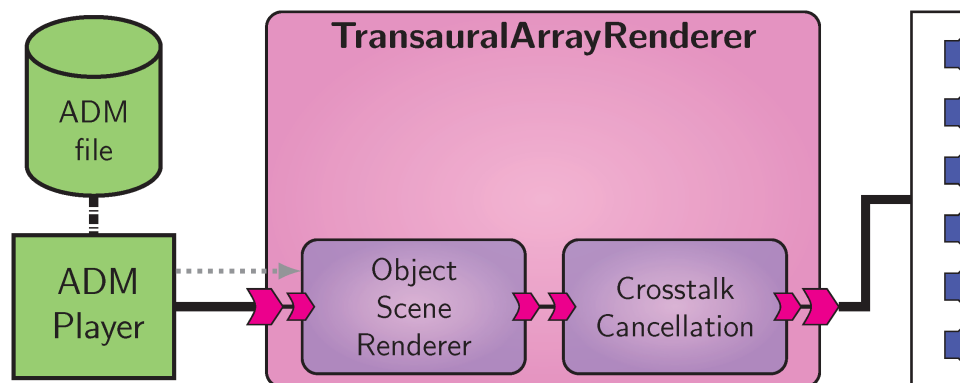 TransauralArrayRenderer
ADM
file
ADM
Player
Object
Scene
Renderer
Crosstalk
Cancellation